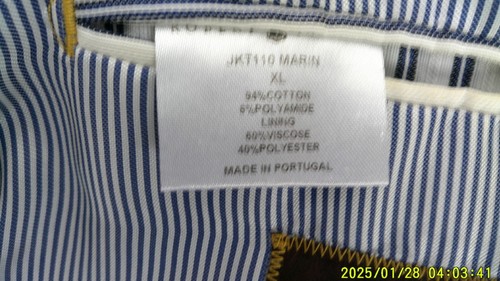 JKT110 MARIN
XL
94%COTTON
6%POLYAMIDE
LINING
60%VISCOSE
40%POLYESTER
MADE IN PORTUGAL
2025/01/28 04:03:41